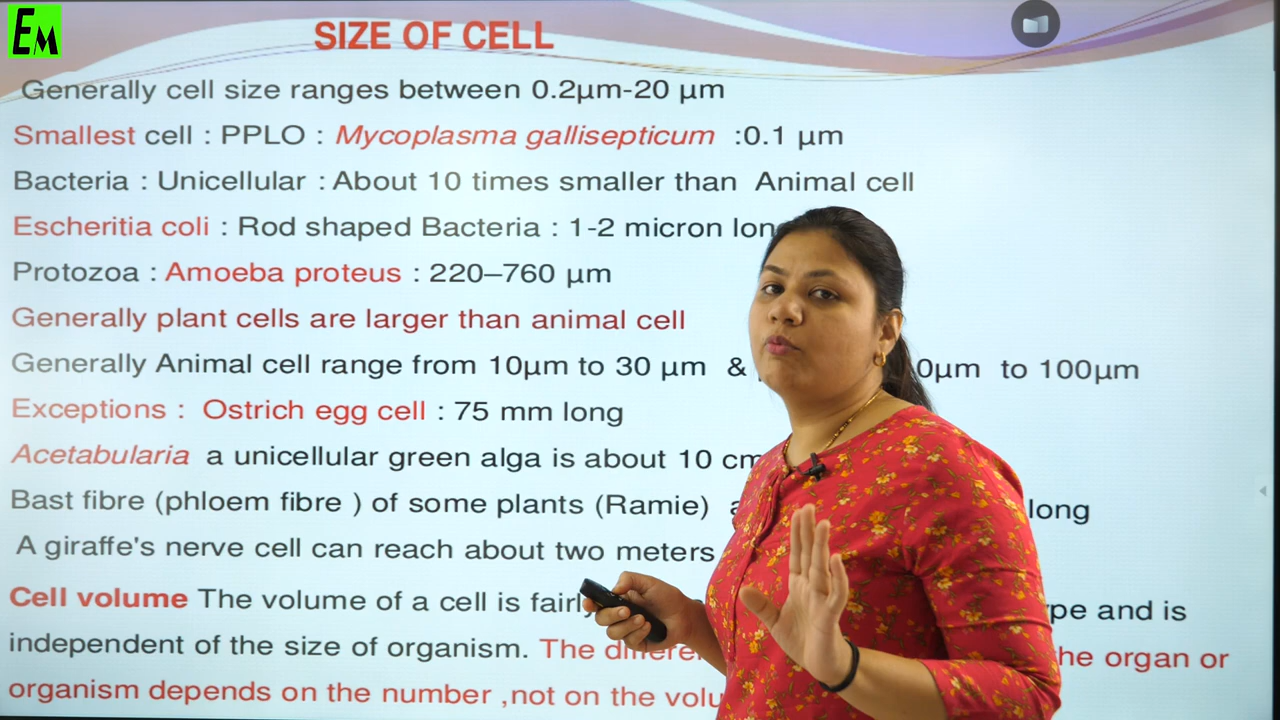 EM
SIZE OF CELL
Generally cell size ranges between 0.2µm-20 µm
Smallest cell : PPLO : Mycoplasma gallisepticum :0.1 µm
Bacteria : Unicellular : About 10 times smaller than Animal cell
Escheritia coli : Rod shaped Bacteria : 1-2 micron lon
Protozoa : Amoeba proteus : 220–760 µm
Generally plant cells are larger than animal cell
Generally Animal cell range from 10µm to 30 µm & 0µm to 100µm
Exceptions : Ostrich egg cell : 75 mm long
Acetabularia a unicellular green alga is about 10 cm
Bast fibre (phloem fibre ) of some plants (Ramie) a long
A giraffe's nerve cell can reach about two meters
Cell volume The volume of a cell is fairly ype and is
independent of the size of organism. The differe the organ or
organism depends on the number ,not on the volu